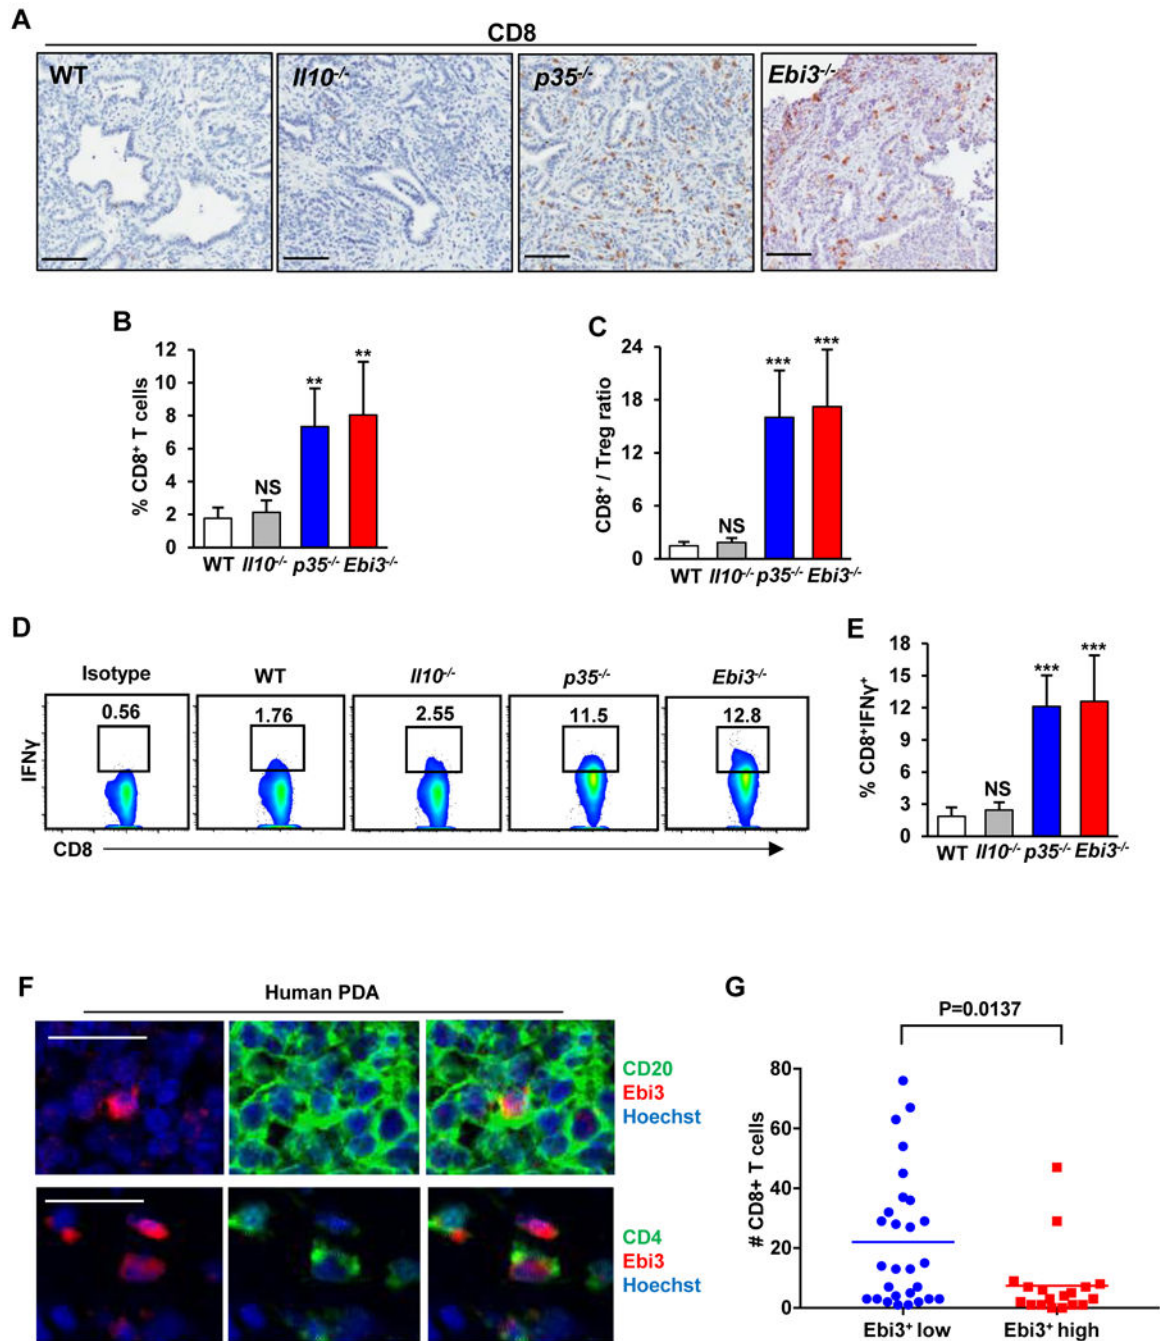 A
CD8
WT
Il10-/-
p35-/-
Ebi3-/-
B
% CD8+ T cells
12
10
8
6
4
2
0
NS
**
**
WT Il10-/- p35-/- Ebi3-/-
C
CD8+ / Treg ratio
24
18
12
6
0
NS
***
***
WT Il10-/- p35-/- Ebi3-/-
D
Isotype WT Il10-/- p35-/- Ebi3-/-
0.56 1.76 2.55 11.5 12.8
IFNγ
CD8
E
% CD8+IFNγ+
18
15
12
9
6
3
0
NS
***
***
WT Il10-/- p35-/- Ebi3-/-
F
Human PDA
CD20
Ebi3
Hoechst
CD4
Ebi3
Hoechst
G
P=0.0137
# CD8+ T cells
80
60
40
20
0
Ebi3+ low Ebi3+ high